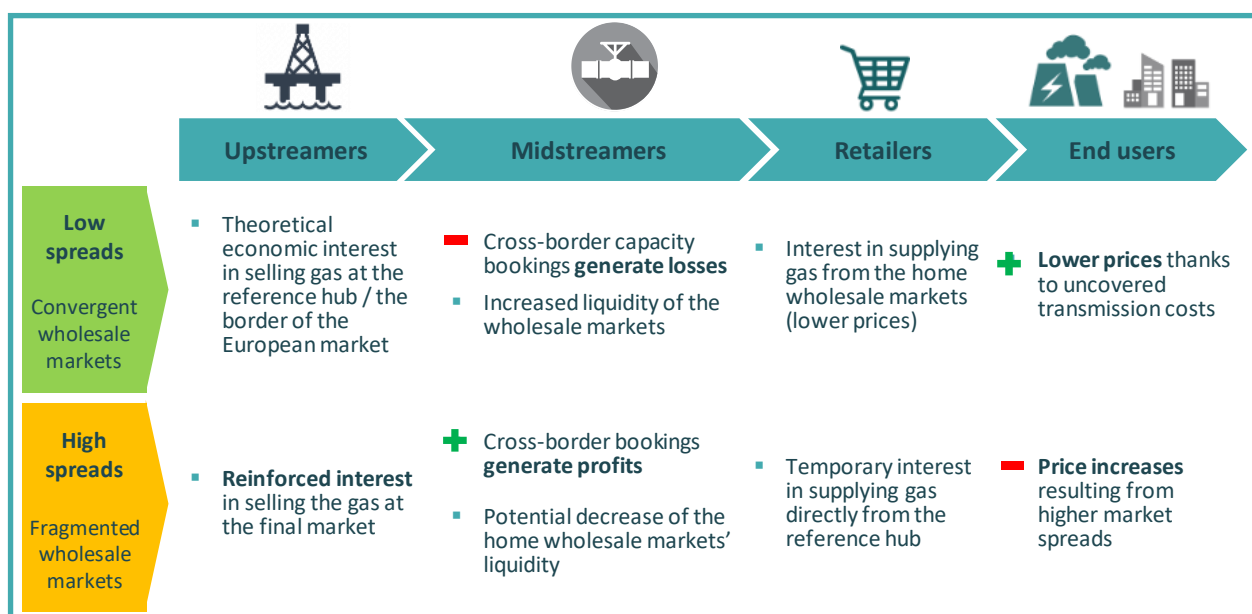 Upstreamers
Midstreamers
Retailers
End users
Low
spreads
Convergent
wholesale
markets
▪ Theoretical
economic interest
in selling gas at the
reference hub / the
border of the
European market
Cross-border capacity
bookings generate losses
▪ Increased liquidity of the
wholesale markets
▪ Interest in supplying
gas from the home
wholesale markets
(lower prices)
Lower prices thanks
to uncovered
transmission costs
High
spreads
Fragmented
wholesale
markets
▪ Reinforced interest
in selling the gas at
the final market
Cross-border bookings
generate profits
▪ Potential decrease of the
home wholesale markets’
liquidity
▪ Temporary interest
in supplying gas
directly from the
reference hub
Price increases
resulting from
higher market
spreads